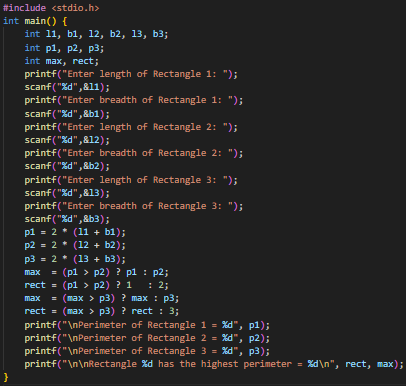 #include <stdio.h>
int main() {
    int l1, b1, l2, b2, l3, b3;
    int p1, p2, p3;
    int max, rect;
    printf("Enter length of Rectangle 1: ");
    scanf("%d",&l1);
    printf("Enter breadth of Rectangle 1: ");
    scanf("%d",&b1);
    printf("Enter length of Rectangle 2: ");
    scanf("%d",&l2);
    printf("Enter breadth of Rectangle 2: ");
    scanf("%d",&b2);
    printf("Enter length of Rectangle 3: ");
    scanf("%d",&l3);
    printf("Enter breadth of Rectangle 3: ");
    scanf("%d",&b3);
    p1 = 2 * (l1 + b1);
    p2 = 2 * (l2 + b2);
    p3 = 2 * (l3 + b3);
    max  = (p1 > p2) ? p1 : p2;
    rect = (p1 > p2) ? 1   : 2;
    max  = (max > p3) ? max : p3;
    rect = (max > p3) ? rect : 3;
    printf("\nPerimeter of Rectangle 1 = %d", p1);
    printf("\nPerimeter of Rectangle 2 = %d", p2);
    printf("\nPerimeter of Rectangle 3 = %d", p3);
    printf("\n\nRectangle %d has the highest perimeter = %d\n", rect, max);
}